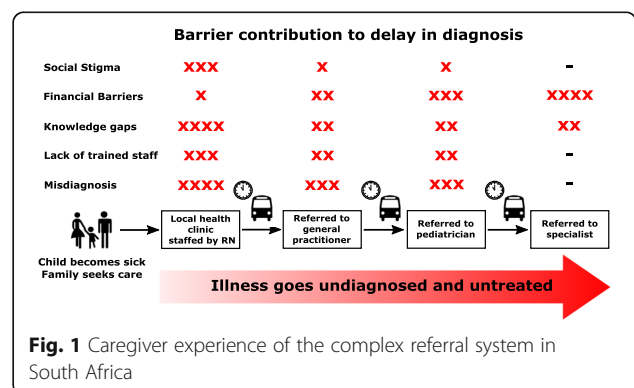 Barrier contribution to delay in diagnosis
Social Stigma xxx x x -
Financial Barriers x xx xxx xxxx
Knowledge gaps xxxx xx xx xx
Lack of trained staff xxx xx xx -
Misdiagnosis xxxx xxx xxx -
Local health
clinic
staffed by RN
Referred to
general
practitioner
Referred to
pediatrician
Referred to
specialist
Child becomes sick
Family seeks care
Illness goes undiagnosed and untreated
Fig. 1 Caregiver experience of the complex referral system in
South Africa